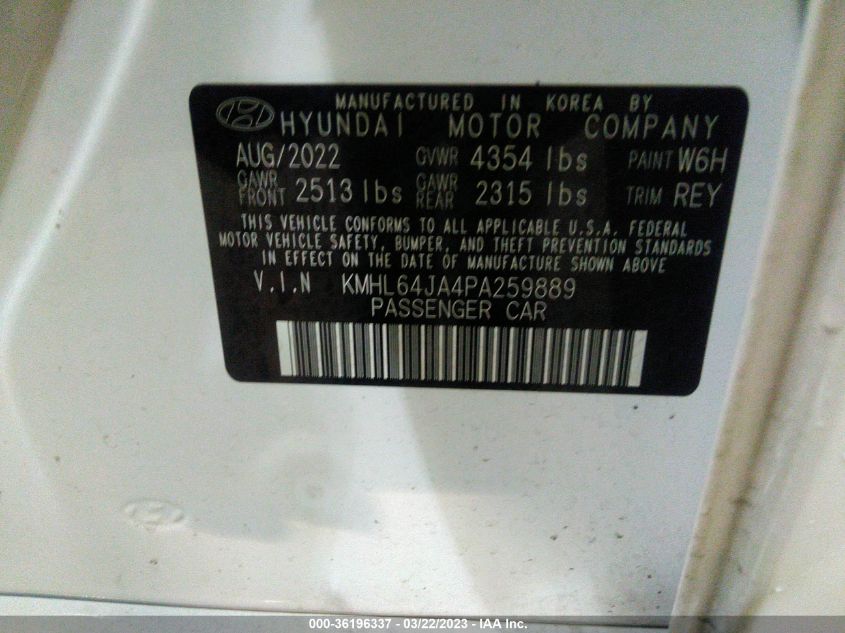 MANUFACTURED IN KOREA BY
HYUNDAI MOTOR COMPANY
AUG/2022 GVWR 4354 lbs PAINT W6H
GAWR FRONT 2513 lbs GAWR REAR 2315 lbs TRIM REY
THIS VEHICLE CONFORMS TO ALL APPLICABLE U.S.A. FEDERAL
MOTOR VEHICLE SAFETY, BUMPER, AND THEFT PREVENTION STANDARDS
IN EFFECT ON THE DATE OF MANUFACTURE SHOWN ABOVE
V.I.N KMHL64JA4PA259889
PASSENGER CAR
000-36196337 - 03/22/2023 - IAA Inc.